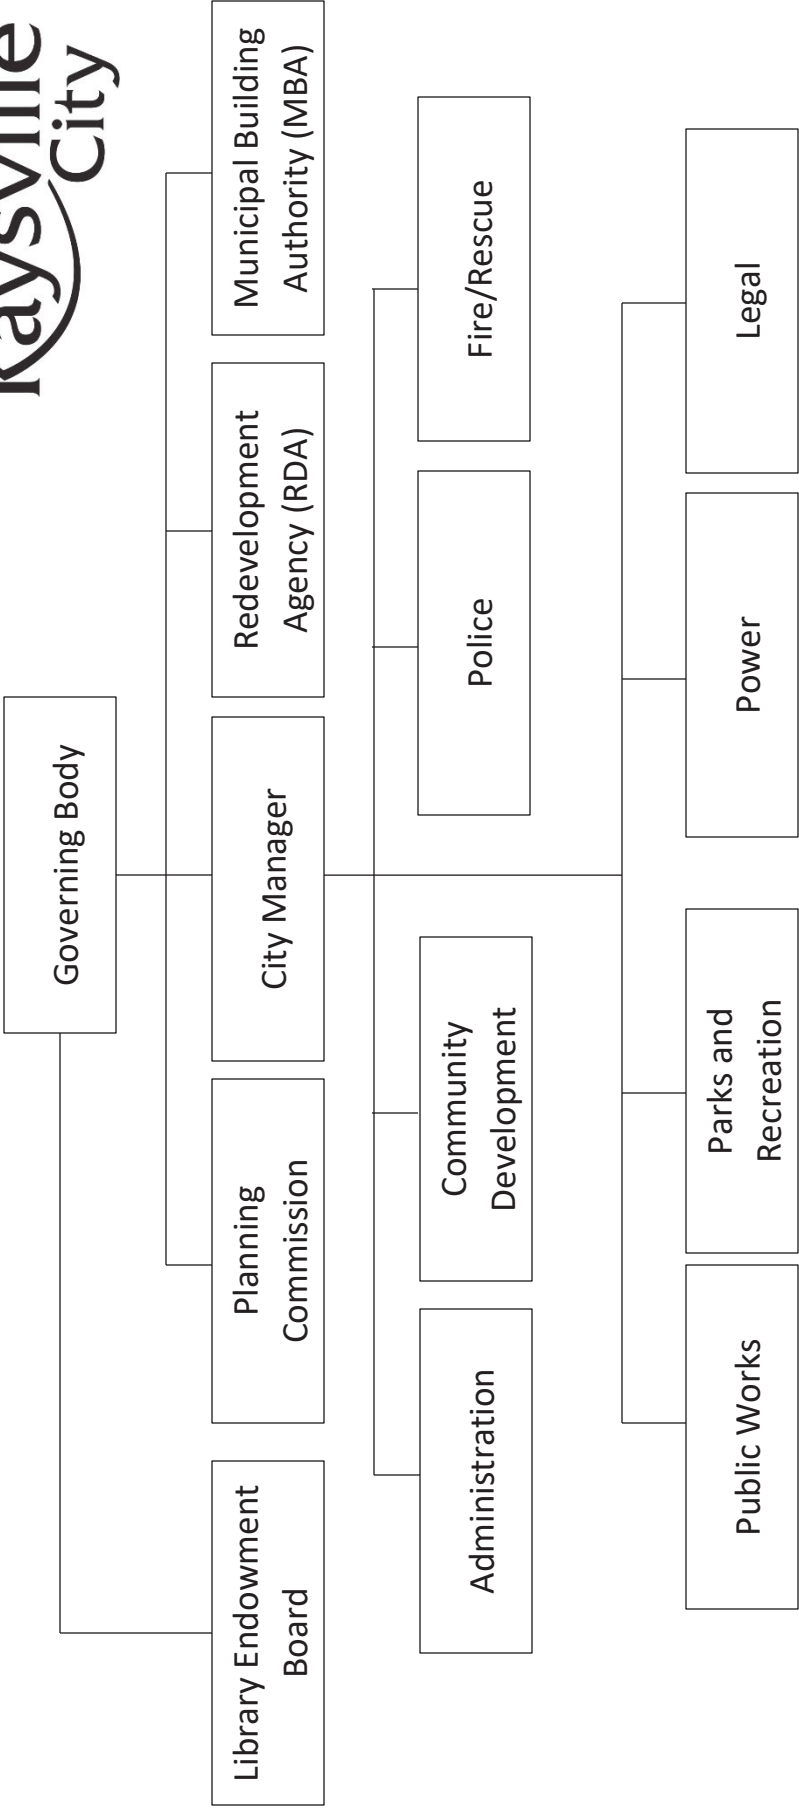 Kaysville
City
Governing Body
Library Endowment
Board
Planning
Commission
City Manager
Redevelopment
Agency (RDA)
Municipal Building
Authority (MBA)
Administration
Community
Development
Police
Fire/Rescue
Public Works
Parks and
Recreation
Power
Legal